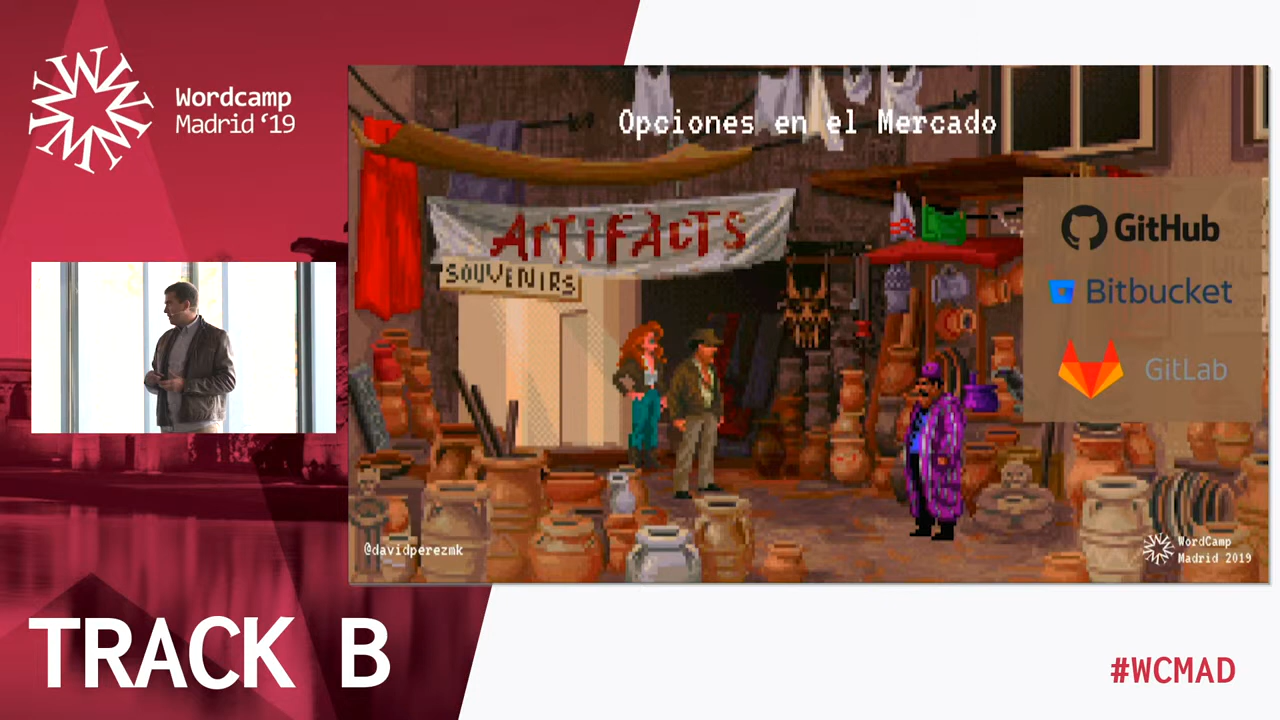 Wordcamp
Madrid ‘19
Opciones en el Mercado
ARTIFACTS
SOUVENIRS
GitHub
Bitbucket
GitLab
@davidperezmk
WordCamp
Madrid 2019
TRACK B
#WCMAD